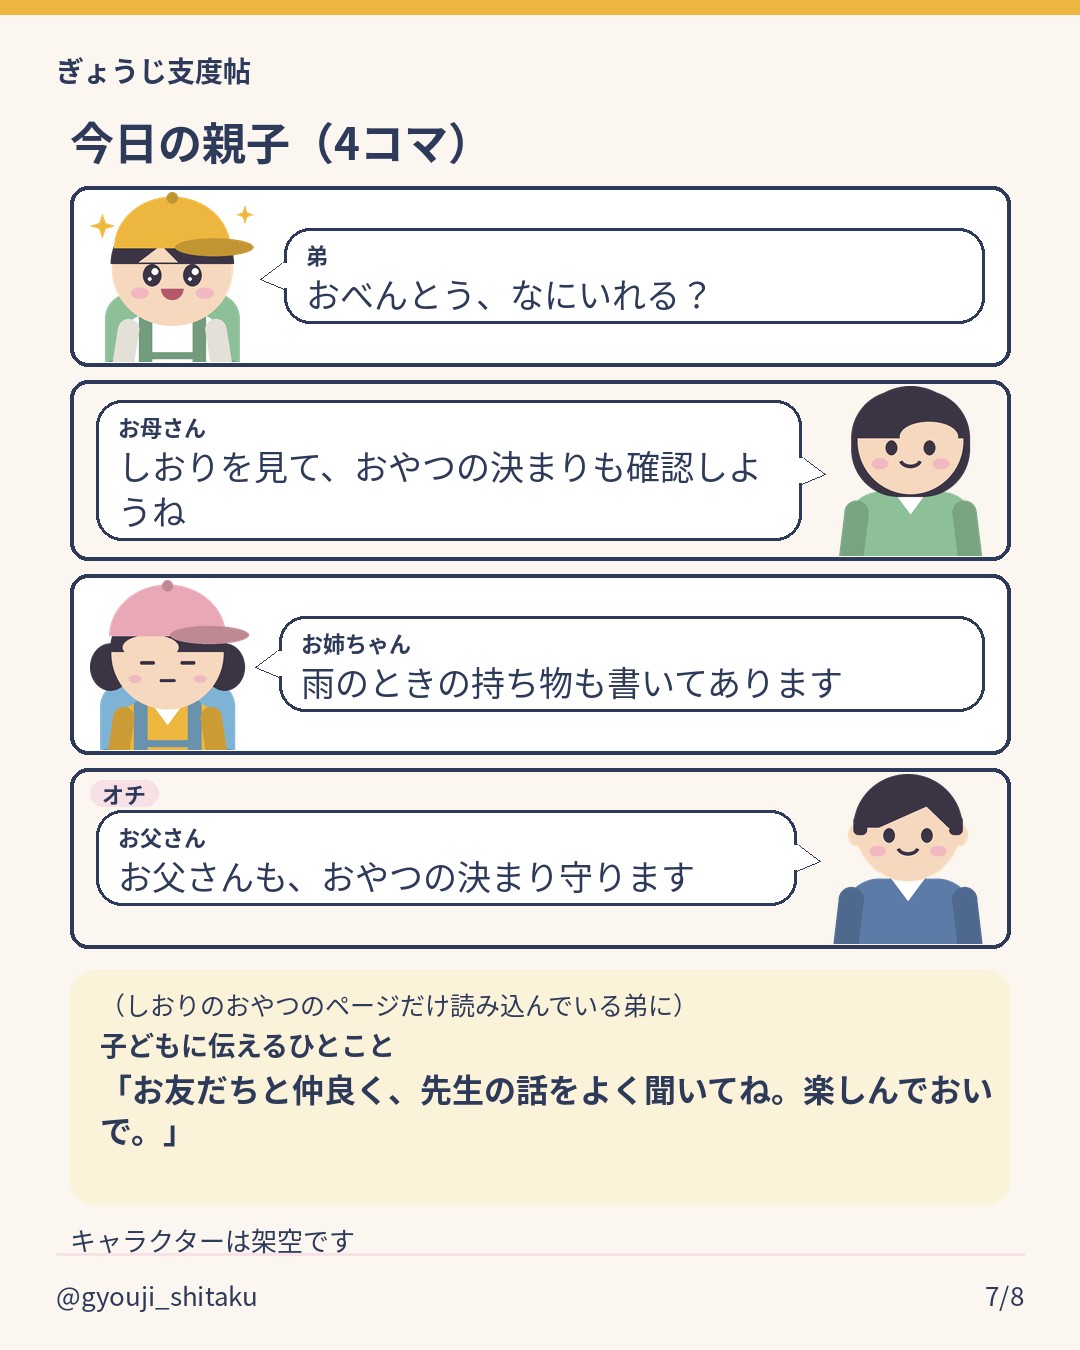 ぎょうじ支度帖
今日の親子（4コマ）
弟
おべんとう、なにいれる？
お母さん
しおりを見て、おやつの決まりも確認しよ
うね
お姉ちゃん
雨のときの持ち物も書いてあります
オチ
お父さん
お父さんも、おやつの決まり守ります
（しおりのおやつのページだけ読み込んでいる弟に）
子どもに伝えるひとこと
「お友だちと仲良く、先生の話をよく聞いてね。楽しんでおい
で。」
キャラクターは架空です
@gyouji_shitaku
7/8